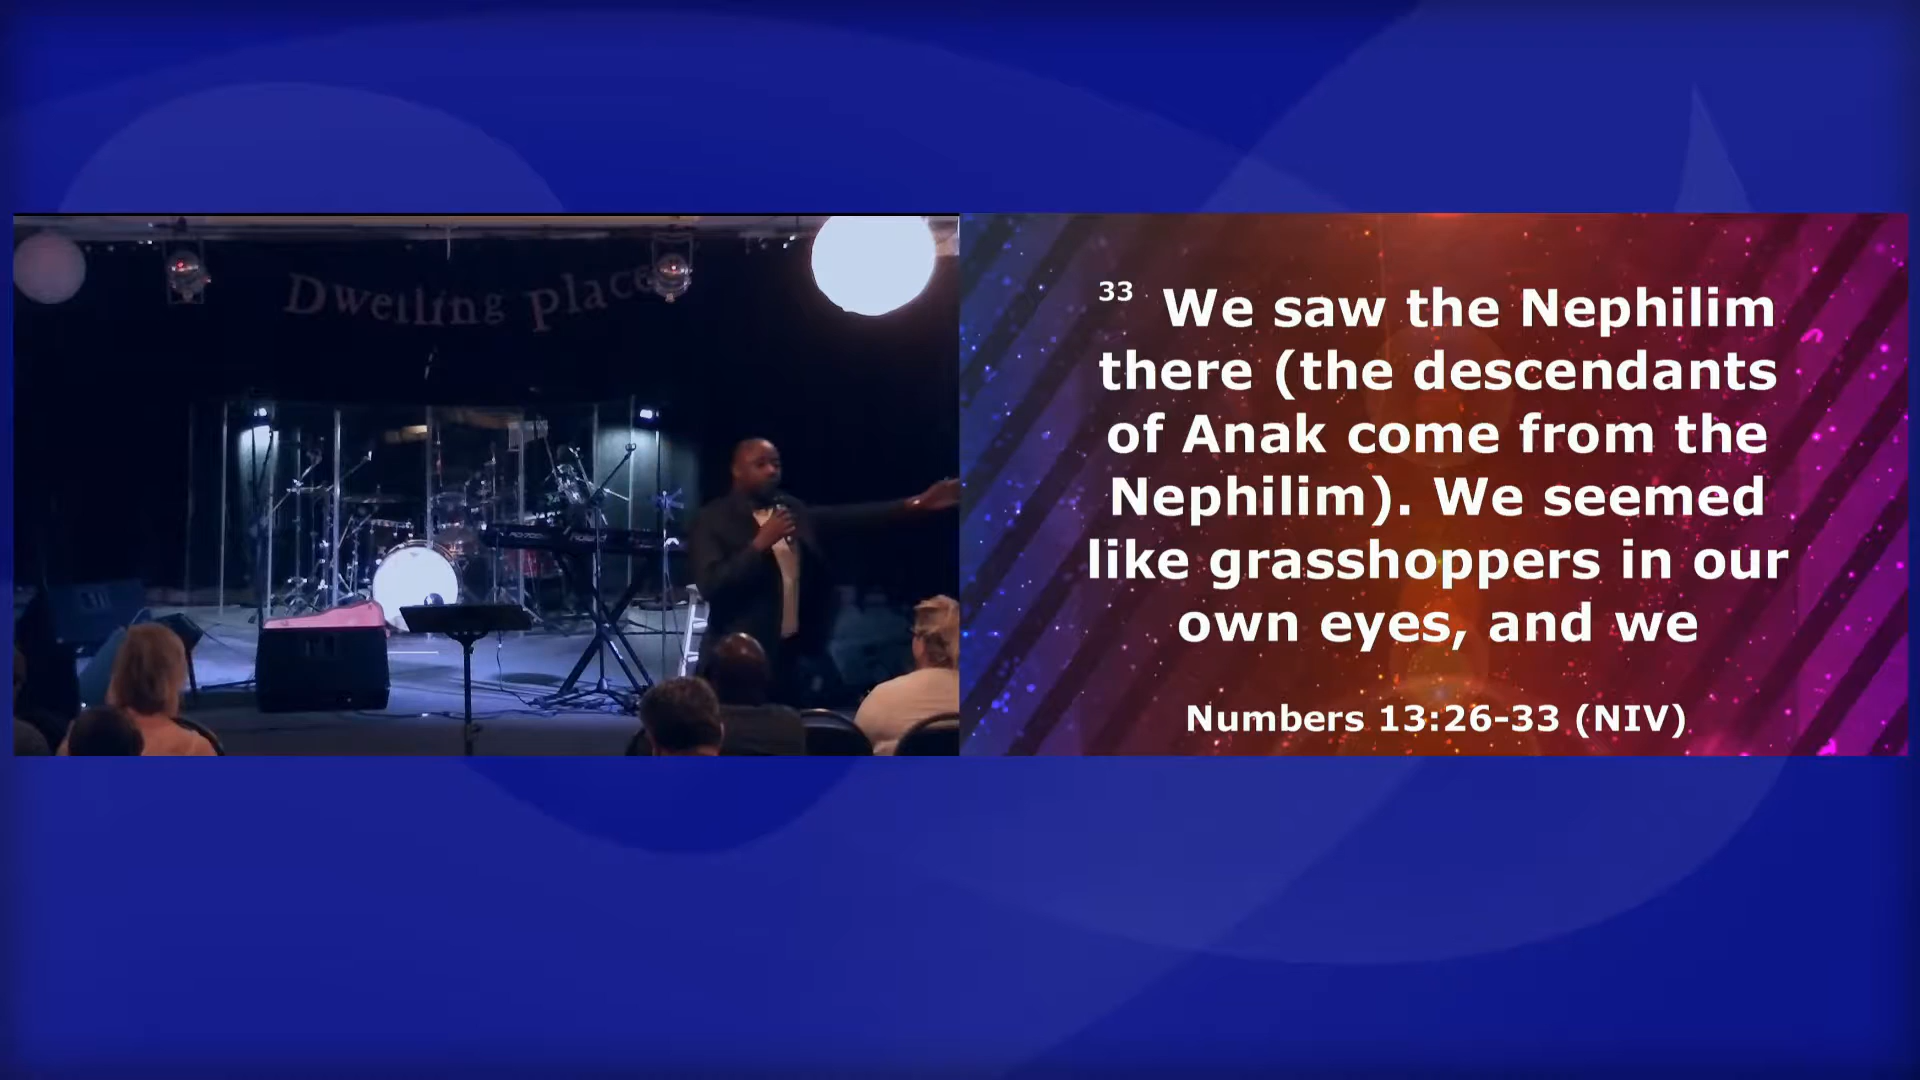 Dwelling place
33 We saw the Nephilim
there (the descendants
of Anak come from the
Nephilim). We seemed
like grasshoppers in our
own eyes, and we
Numbers 13:26-33 (NIV)